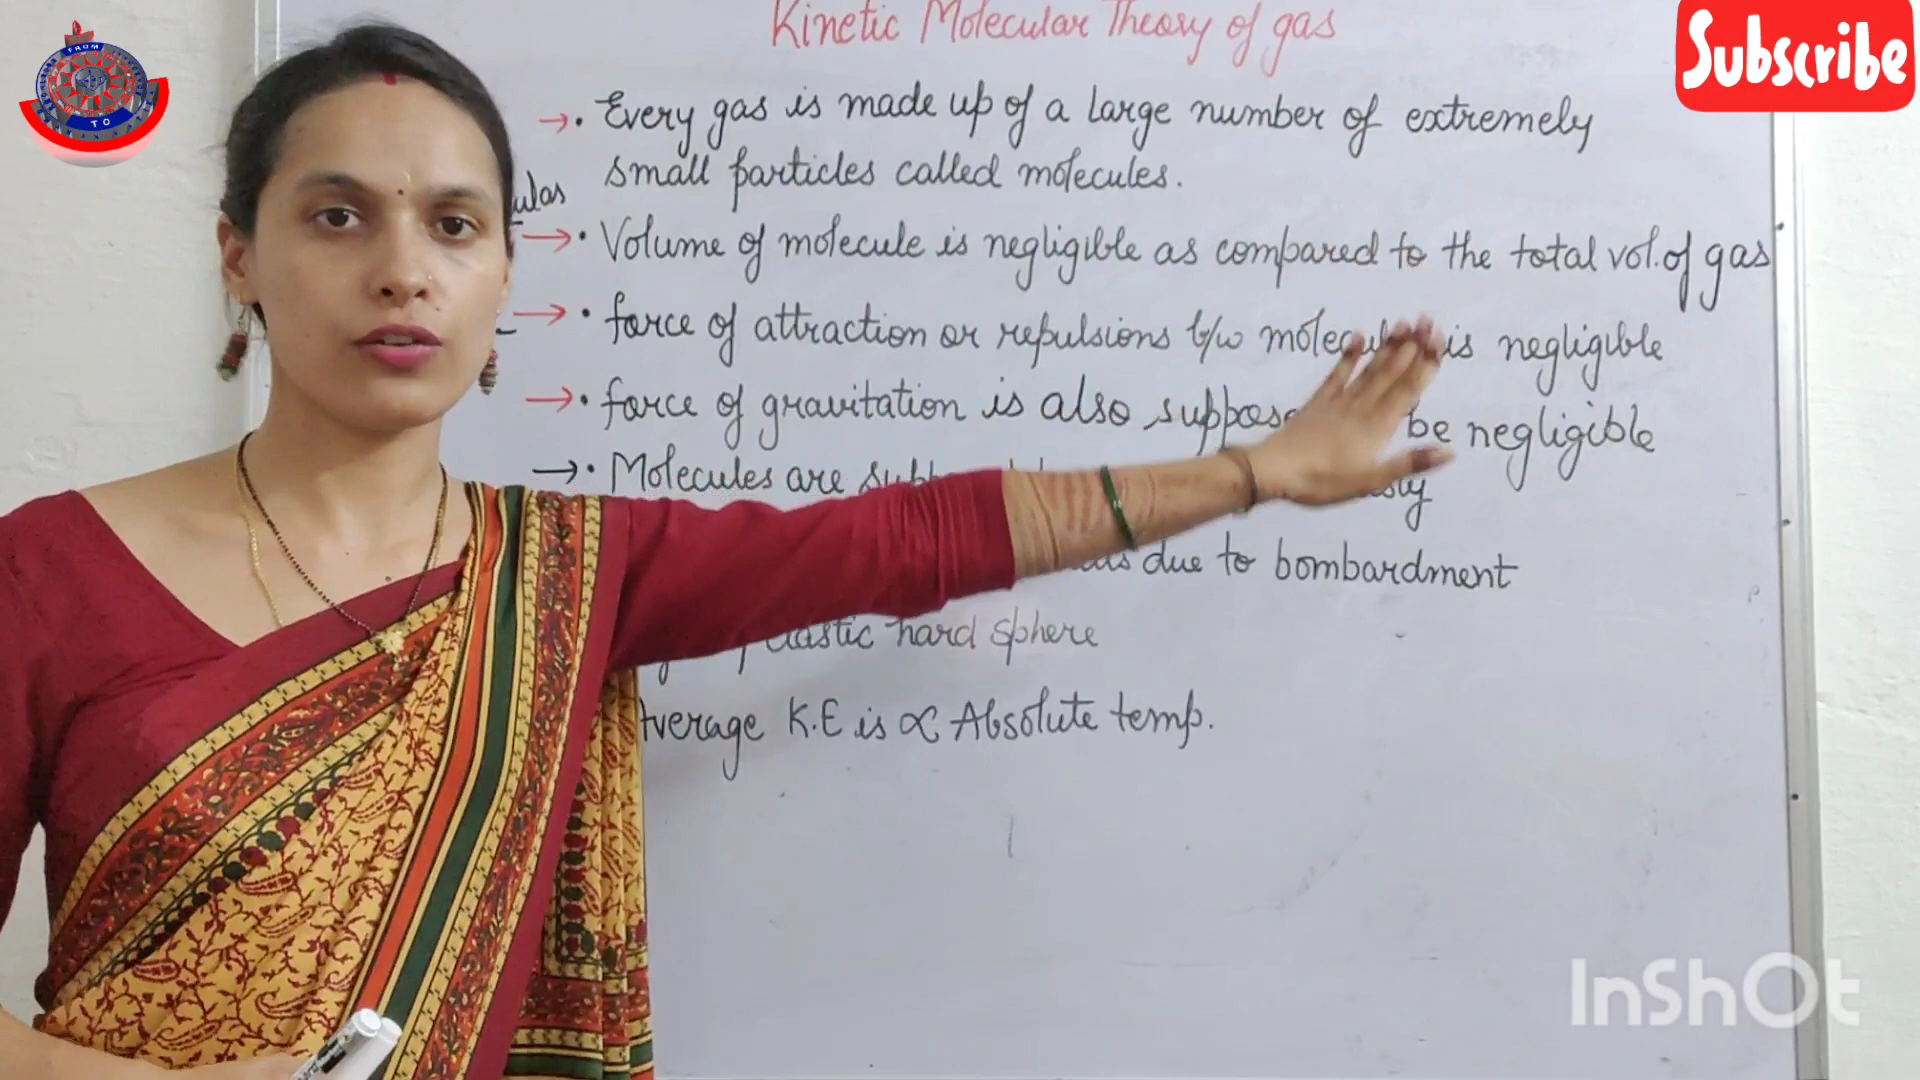 Kinetic Molecular Theory of gas
Subscribe
FROM
TO
→• Every gas is made up of a large number of extremely
small particles called molecules.
→• Volume of molecule is negligible as compared to the total vol. of gas
→• force of attraction or repulsions b/w is negligible
→• force of gravitation is also be negligible
→• Molecules are
due to bombardment
hard sphere
Average K.E is ∝ Absolute temp.
InShOt